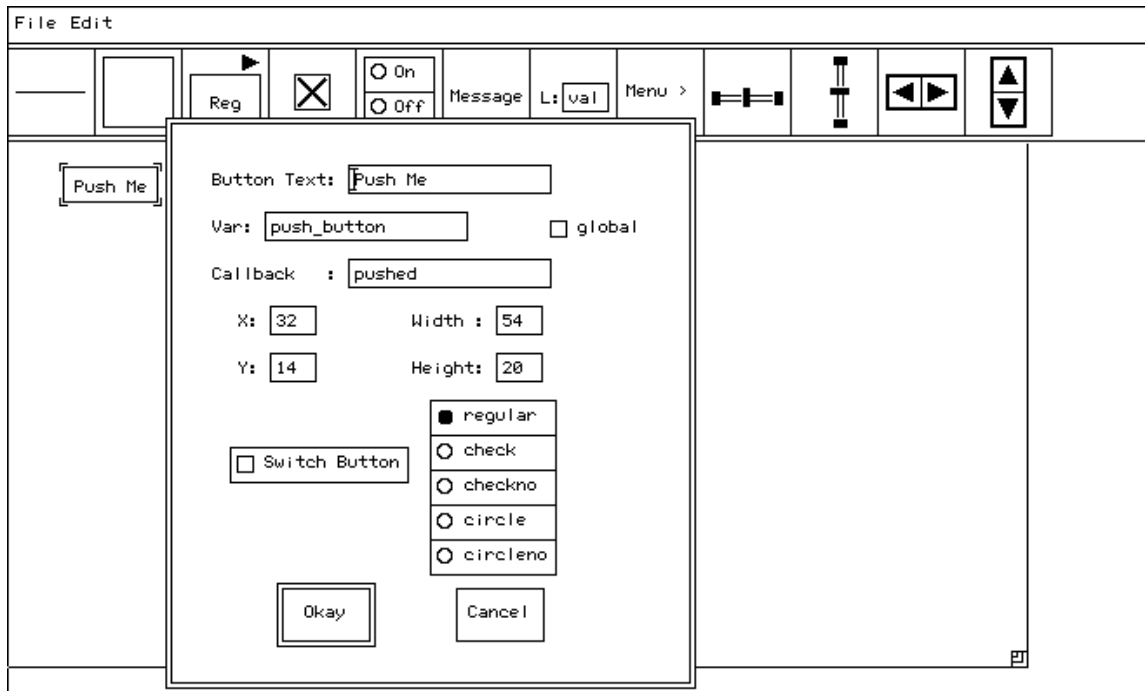 File Edit
Reg
On
Off
Message
L: val
Menu >
Push Me
Button Text: Push Me
Var: push_button
global
Callback : pushed
X: 32 Width : 54
Y: 14 Height: 20
regular
check
Switch Button
checkno
circle
circleno
Okay Cancel